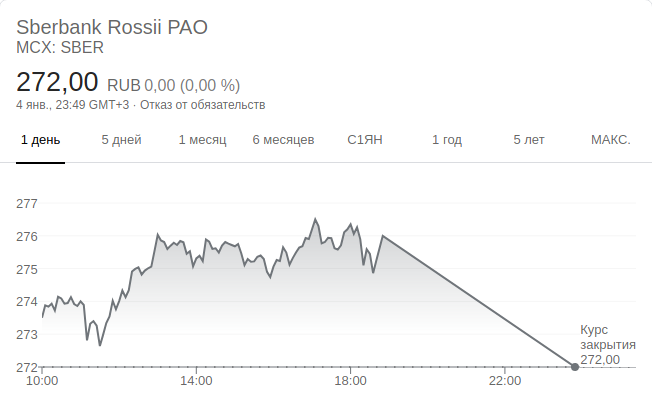 Sberbank Rossii PAO
MCX: SBER
272,00 RUB 0,00 (0,00 %)
4 янв., 23:49 GMT+3 · Отказ от обязательств
1 день 5 дней 1 месяц 6 месяцев С1ЯН 1 год 5 лет МАКС.
277
276
275
274
273
Курс
закрытия
272,00
272
10:00 14:00 18:00 22:00